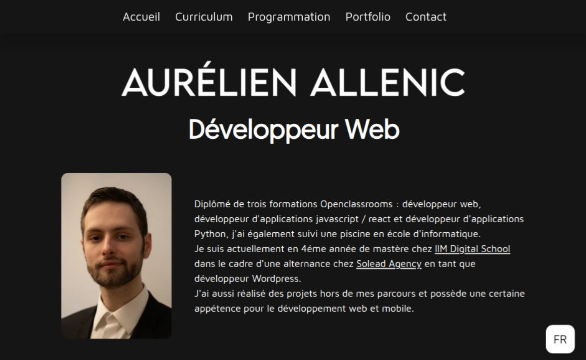 Accueil Curriculum Programmation Portfolio Contact
AURÉLIEN ALLENIC
Développeur Web
Diplômé de trois formations Openclassrooms : développeur web,
développeur d'applications javascript / react et développeur d'applications
Python, j'ai également suivi une piscine en école d'informatique.
Je suis actuellement en 4éme année de mastère chez IIM Digital School
dans le cadre d'une alternance chez Solead Agency en tant que
développeur Wordpress.
J'ai aussi réalisé des projets hors de mes parcours et possède une certaine
appétence pour le développement web et mobile.
FR